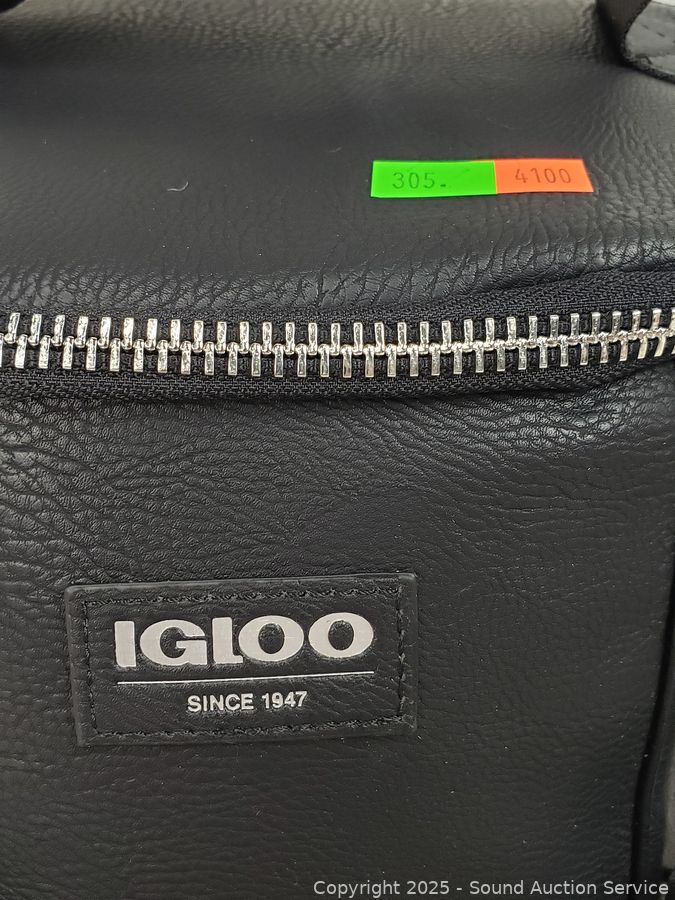 305. 4100
IGLOO
SINCE 1947
Copyright 2025 - Sound Auction Service